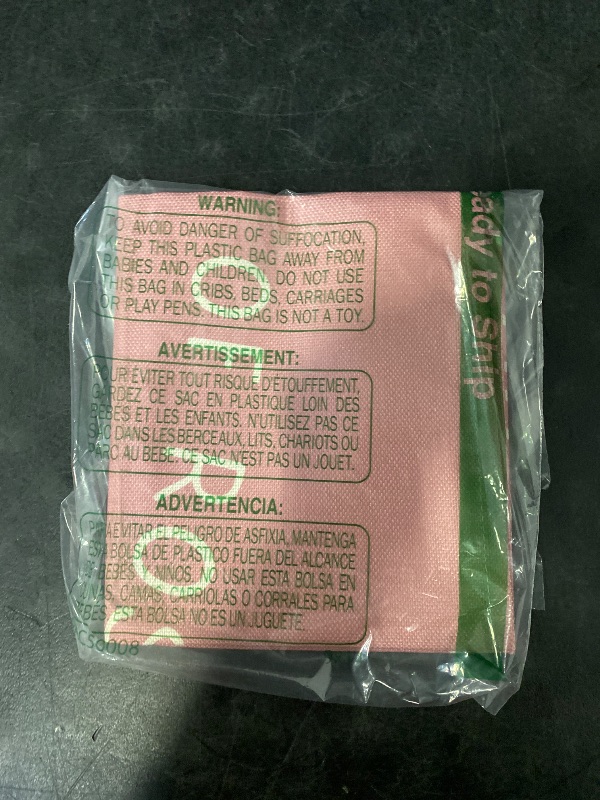 WARNING:
TO AVOID DANGER OF SUFFOCATION,
KEEP THIS PLASTIC BAG AWAY FROM
BABIES AND CHILDREN. DO NOT USE
THIS BAG IN CRIBS, BEDS, CARRIAGES
OR PLAY PENS. THIS BAG IS NOT A TOY.
AVERTISSEMENT:
POUR ÉVITER TOUT RISQUE D'ÉTOUFFEMENT,
GARDEZ CE SAC EN PLASTIQUE LOIN DES
BÉBÉS ET LES ENFANTS. N'UTILISEZ PAS CE
SAC DANS LES BERCEAUX, LITS, CHARIOTS OU
PARC AU BEBE. CE SAC N'EST PAS UN JOUET.
ADVERTENCIA:
PARA EVITAR EL PELIGRO DE ASFIXIA, MANTENGA
ESTA BOLSA DE PLASTICO FUERA DEL ALCANCE
BEBES NINOS. NO USAR ESTA BOLSA EN
CAMAS, CARRIOLAS O CORRALES PARA
BEBES. ESTA BOLSA NO ES UN JUGUETE.
CS6008
ady to Snip